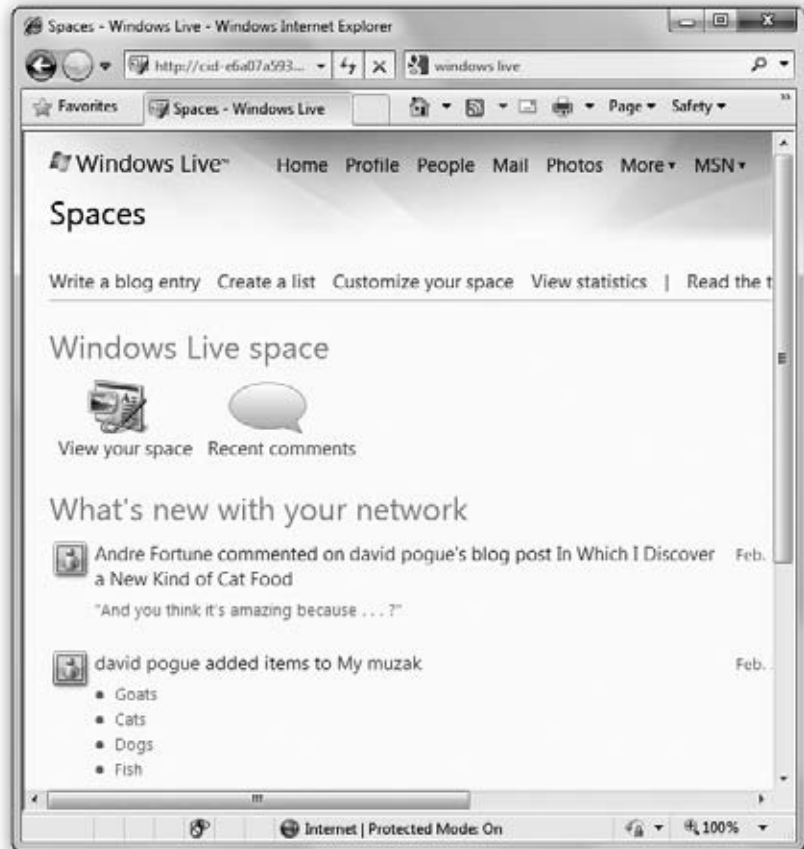 Spaces - Windows Live - Windows Internet Explorer
http://cid-e6a07a593... windows live
Favorites Spaces - Windows Live Page Safety
Windows Live Home Profile People Mail Photos More MSN
Spaces
Write a blog entry Create a list Customize your space View statistics | Read the t
Windows Live space
View your space Recent comments
What's new with your network
Andre Fortune commented on david pogue's blog post In Which I Discover Feb.
a New Kind of Cat Food
"And you think it's amazing because . . . ?"
david pogue added items to My muzak Feb.
Goats
Cats
Dogs
Fish
Internet | Protected Mode: On 100%